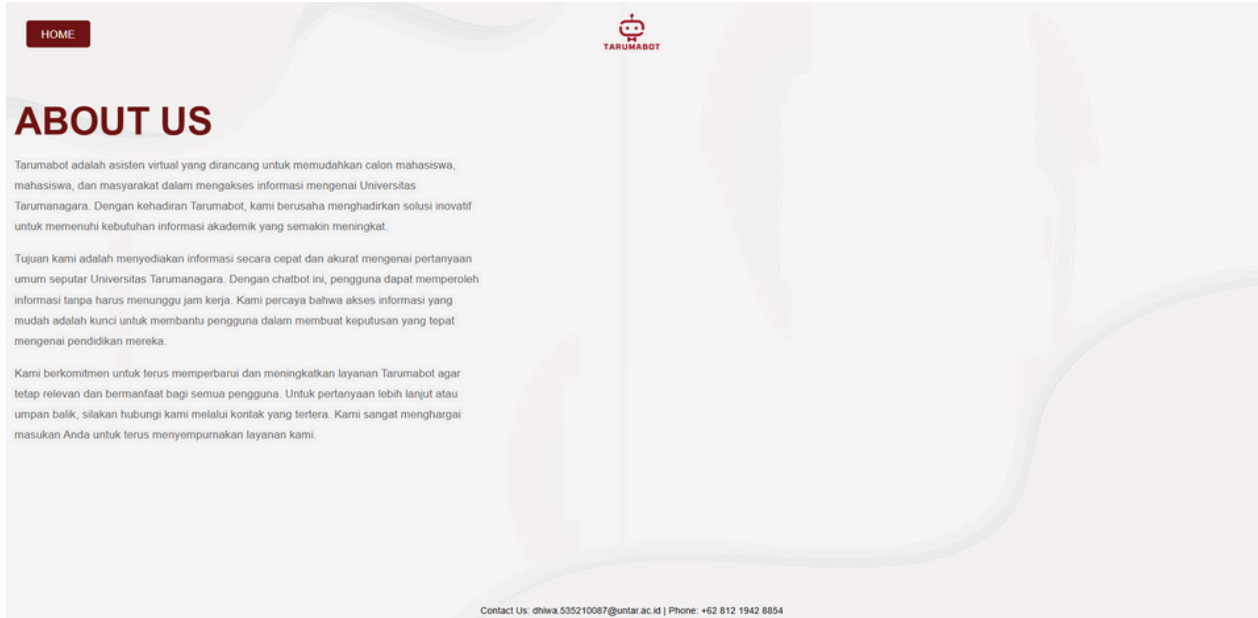 HOME
TARUMABOT
ABOUT US
Tarumabot adalah asisten virtual yang dirancang untuk memudahkan calon mahasiswa,
mahasiswa, dan masyarakat dalam mengakses informasi mengenai Universitas
Tarumanagara. Dengan kehadiran Tarumabot, kami berusaha menghadirkan solusi inovatif
untuk memenuhi kebutuhan informasi akademik yang semakin meningkat.
Tujuan kami adalah menyediakan informasi secara cepat dan akurat mengenai pertanyaan
umum seputar Universitas Tarumanagara. Dengan chatbot ini, pengguna dapat memperoleh
informasi tanpa harus menunggu jam kerja. Kami percaya bahwa akses informasi yang
mudah adalah kunci untuk membantu pengguna dalam membuat keputusan yang tepat
mengenai pendidikan mereka.
Kami berkomitmen untuk terus memperbarui dan meningkatkan layanan Tarumabot agar
tetap relevan dan bermanfaat bagi semua pengguna. Untuk pertanyaan lebih lanjut atau
umpan balik, silakan hubungi kami melalui kontak yang tertera. Kami sangat menghargai
masukan Anda untuk terus menyempurnakan layanan kami.
Contact Us: dhiwa.535210087@untar.ac.id | Phone: +62 812 1942 8854